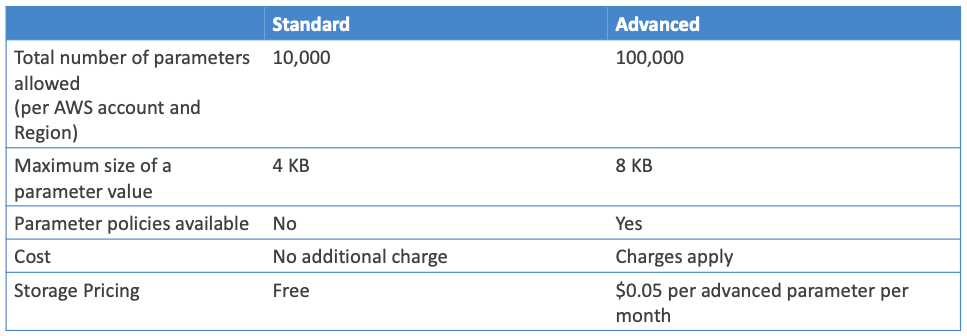 Standard Advanced
Total number of parameters 10,000 100,000
allowed
(per AWS account and
Region)
Maximum size of a 4 KB 8 KB
parameter value
Parameter policies available No Yes
Cost No additional charge Charges apply
Storage Pricing Free $0.05 per advanced parameter per
month